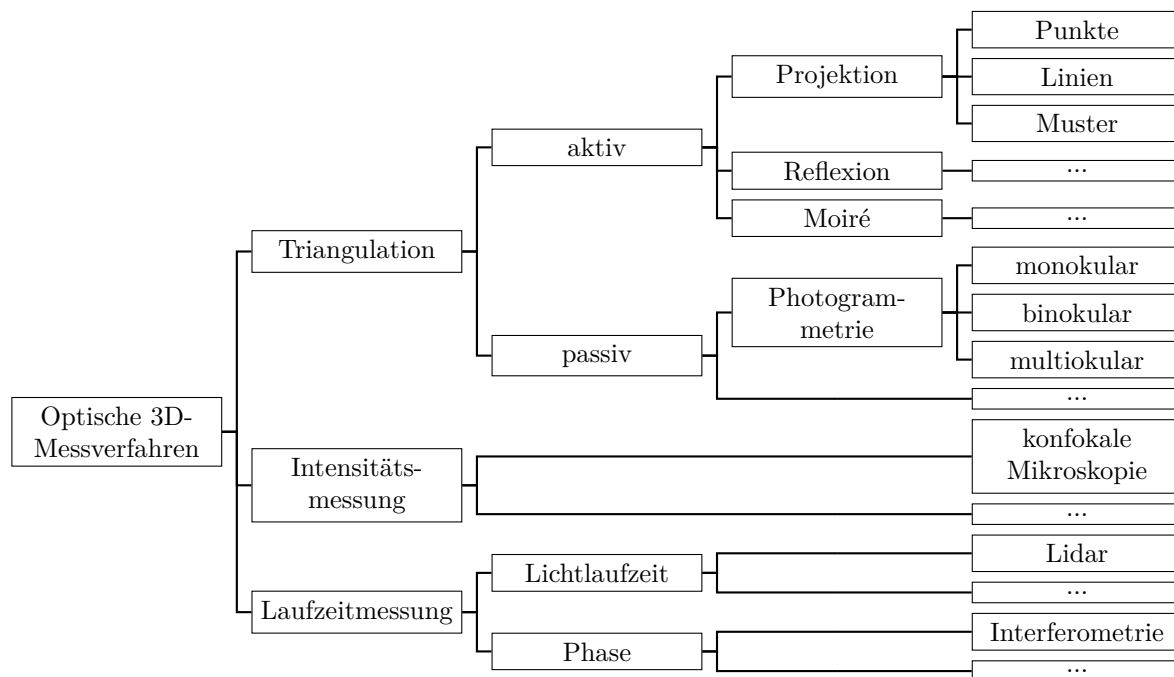 Optische 3D-
Messverfahren
Triangulation
aktiv
Projektion
Punkte
Linien
Muster
Reflexion
...
Moiré
...
passiv
Photogram-
metrie
monokular
binokular
multiokular
...
Intensitäts-
messung
konfokale
Mikroskopie
...
Laufzeitmessung
Lichtlaufzeit
Lidar
...
Phase
Interferometrie
...